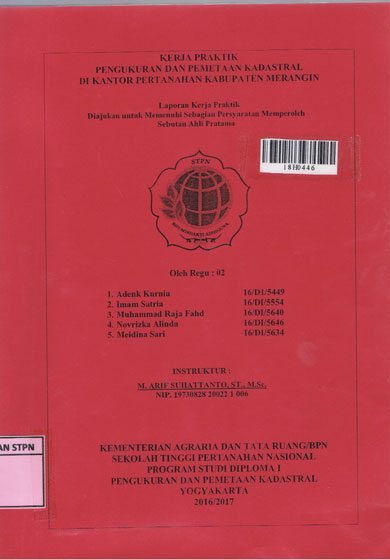 KERJA PRAKTIK
PENGUKURAN DAN PEMETAAN KADASTRAL
DI KANTOR PERTANAHAN KABUPATEN MERANGIN
Laporan Kerja Praktik
Diajukan untuk Memenuhi Sebagian Persyaratan Memperoleh
Sebutan Ahli Pratama
18H0446
STPN
Oleh Regu : 02
1. Adenk Kurnia 16/D1/5449
2. Imam Satria 16/DI/5554
3. Muhammad Raja Fahd 16/DI/5640
4. Novrizka Alinda 16/DI/5646
5. Meidina Sari 16/DI/5634
INSTRUKTUR :
M. ARIF SUHATTANTO, ST., M.Sc.
NIP. 19730828 20022 1 006
AN STPN
KEMENTERIAN AGRARIA DAN TATA RUANG/BPN
SEKOLAH TINGGI PERTANAHAN NASIONAL
PROGRAM STUDI DIPLOMA I
PENGUKURAN DAN PEMETAAN KADASTRAL
YOGYAKARTA
2016/2017